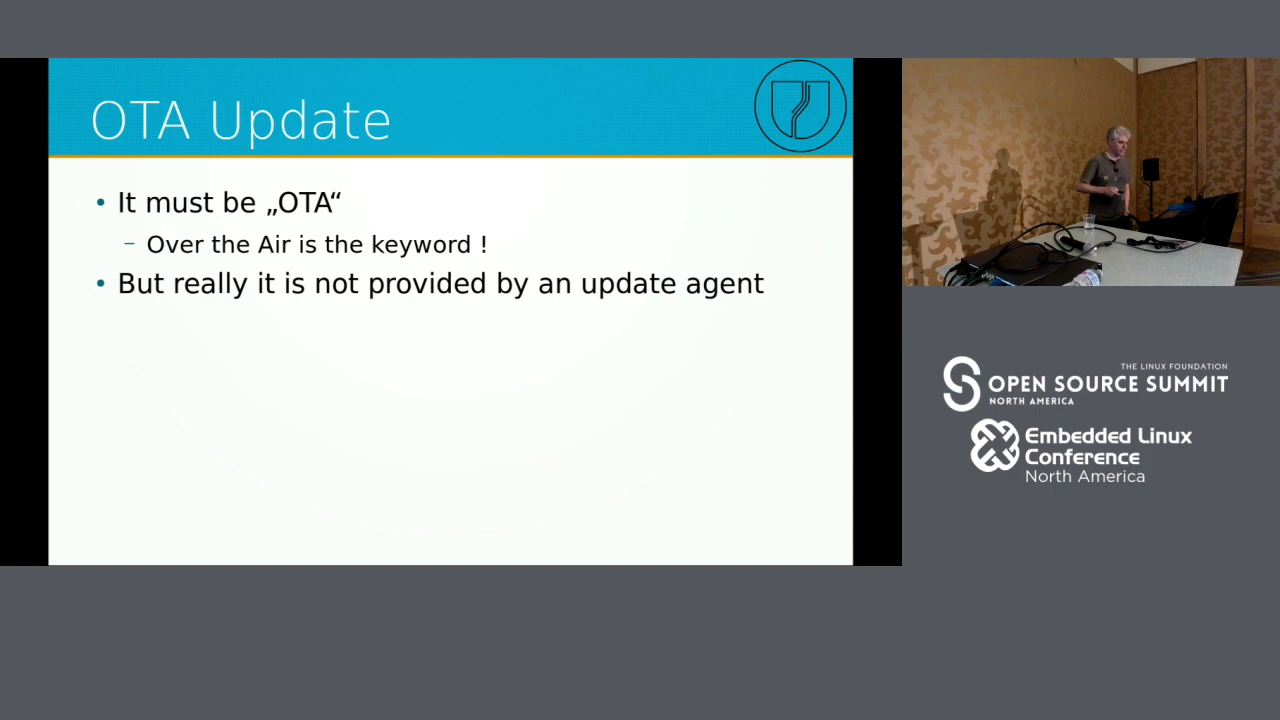 OTA Update
• It must be „OTA“
– Over the Air is the keyword !
• But really it is not provided by an update agent
THE LINUX FOUNDATION
OPEN SOURCE SUMMIT
NORTH AMERICA
Embedded Linux
Conference
North America